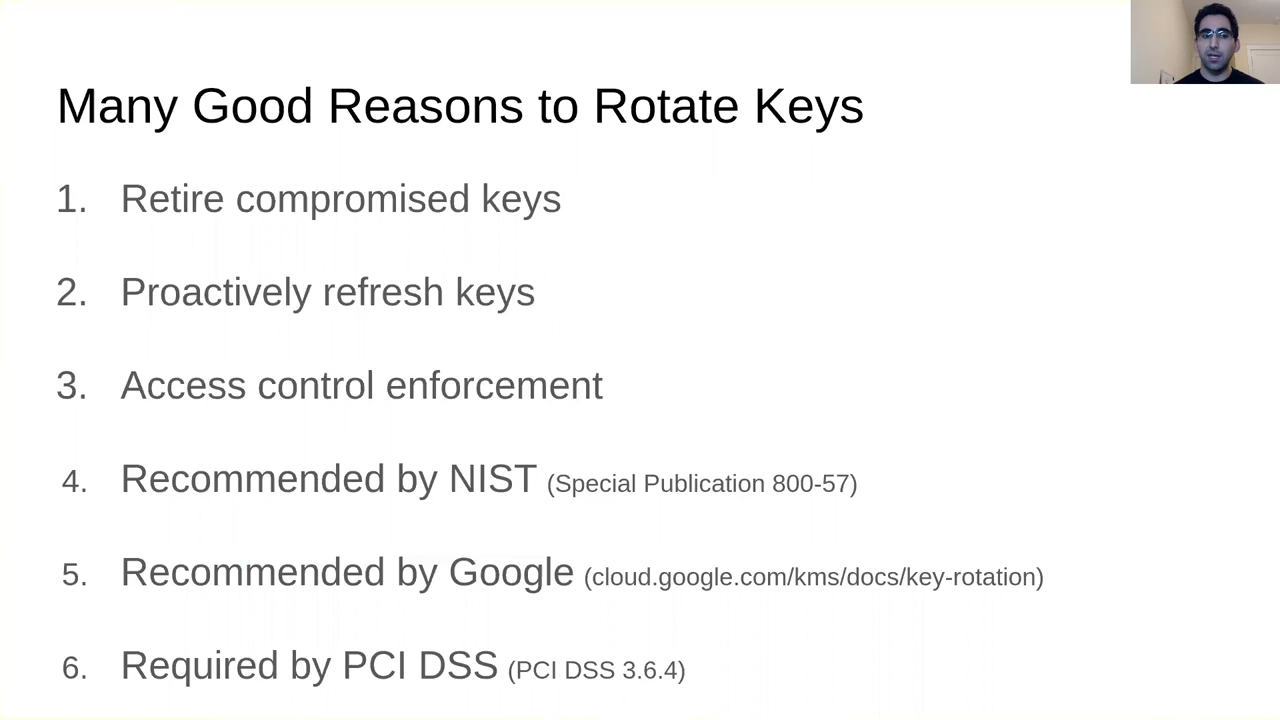 Many Good Reasons to Rotate Keys
1. Retire compromised keys
2. Proactively refresh keys
3. Access control enforcement
4. Recommended by NIST (Special Publication 800-57)
5. Recommended by Google (cloud.google.com/kms/docs/key-rotation)
6. Required by PCI DSS (PCI DSS 3.6.4)